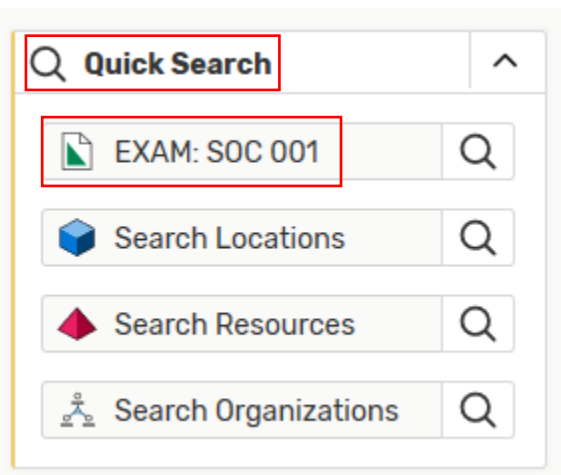 Quick Search
EXAM: SOC 001
Search Locations
Search Resources
Search Organizations